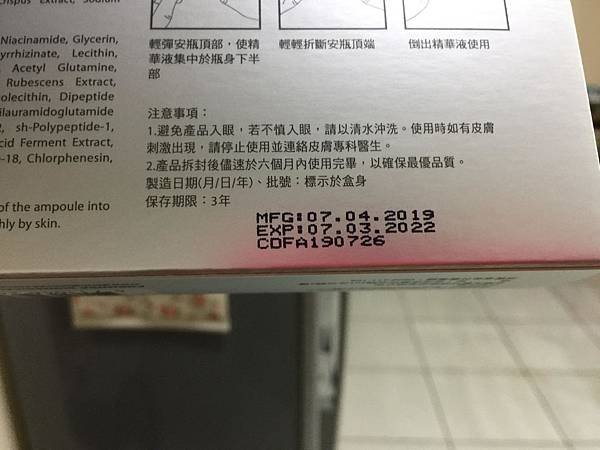 crispus Extract, Sodium
Niacinamide, Glycerin,
yrrhizinate, Lecithin,
Acetyl Glutamine,
Rubescens Extract,
olecithin, Dipeptide
ilauramidoglutamide
sh-Polypeptide-1,
cid Ferment Extract,
-18, Chlorphenesin,
of the ampoule into
hly by skin.
輕彈安瓶頂部，使精
華液集中於瓶身下半
部
輕輕折斷安瓶頂端
倒出精華液使用
注意事項：
1.避免產品入眼，若不慎入眼，請以清水沖洗。使用時如有皮膚
刺激出現，請停止使用並連絡皮膚專科醫生。
2.產品拆封後儘速於六個月內使用完畢，以確保最優品質。
製造日期(月/日/年)、批號：標示於盒身
保存期限：3年
MFG:07.04.2019
EXP:07.03.2022
CDFA190726